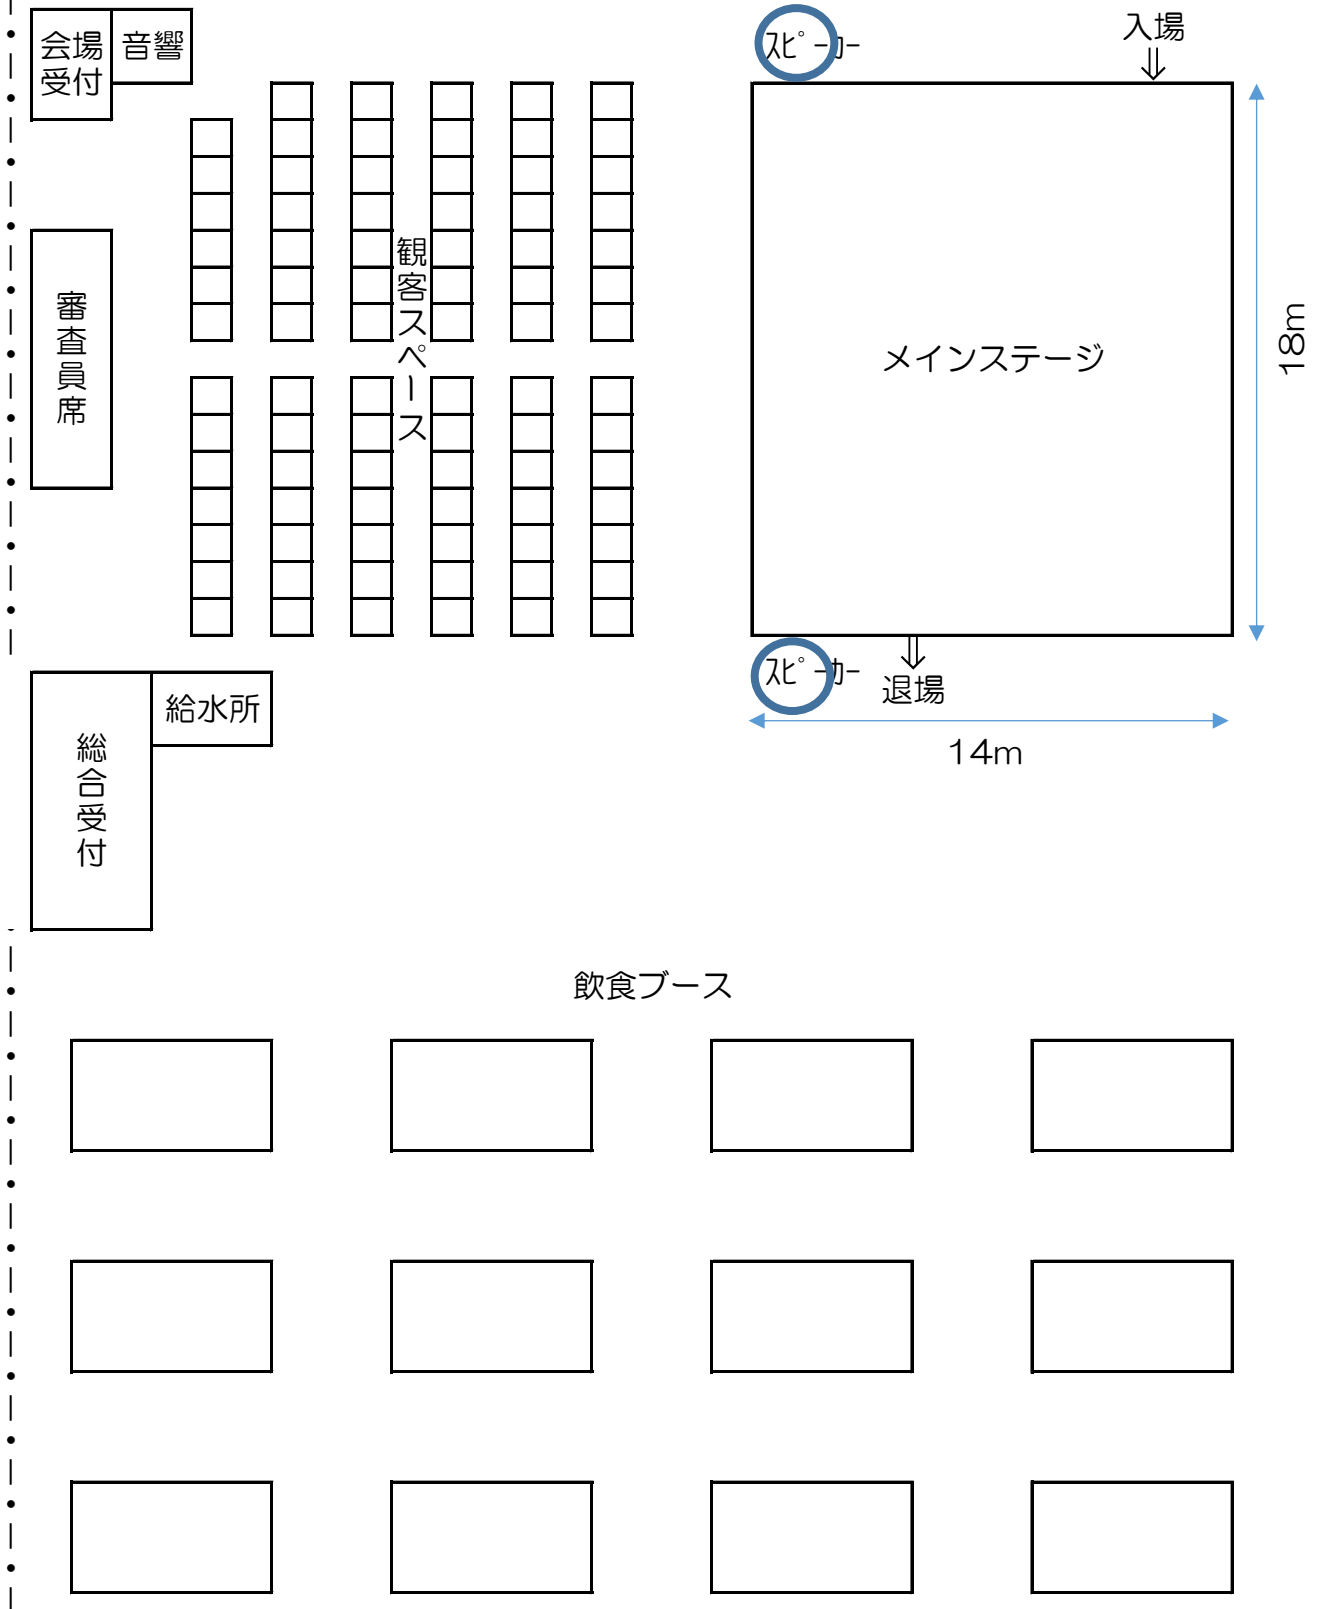 会場
受付
音響
ｽﾋﾟｰｶｰ
入場
観客スペース
審査員席
メインステージ
18m
ｽﾋﾟｰｶｰ
退場
14m
給水所
総合受付
飲食ブース